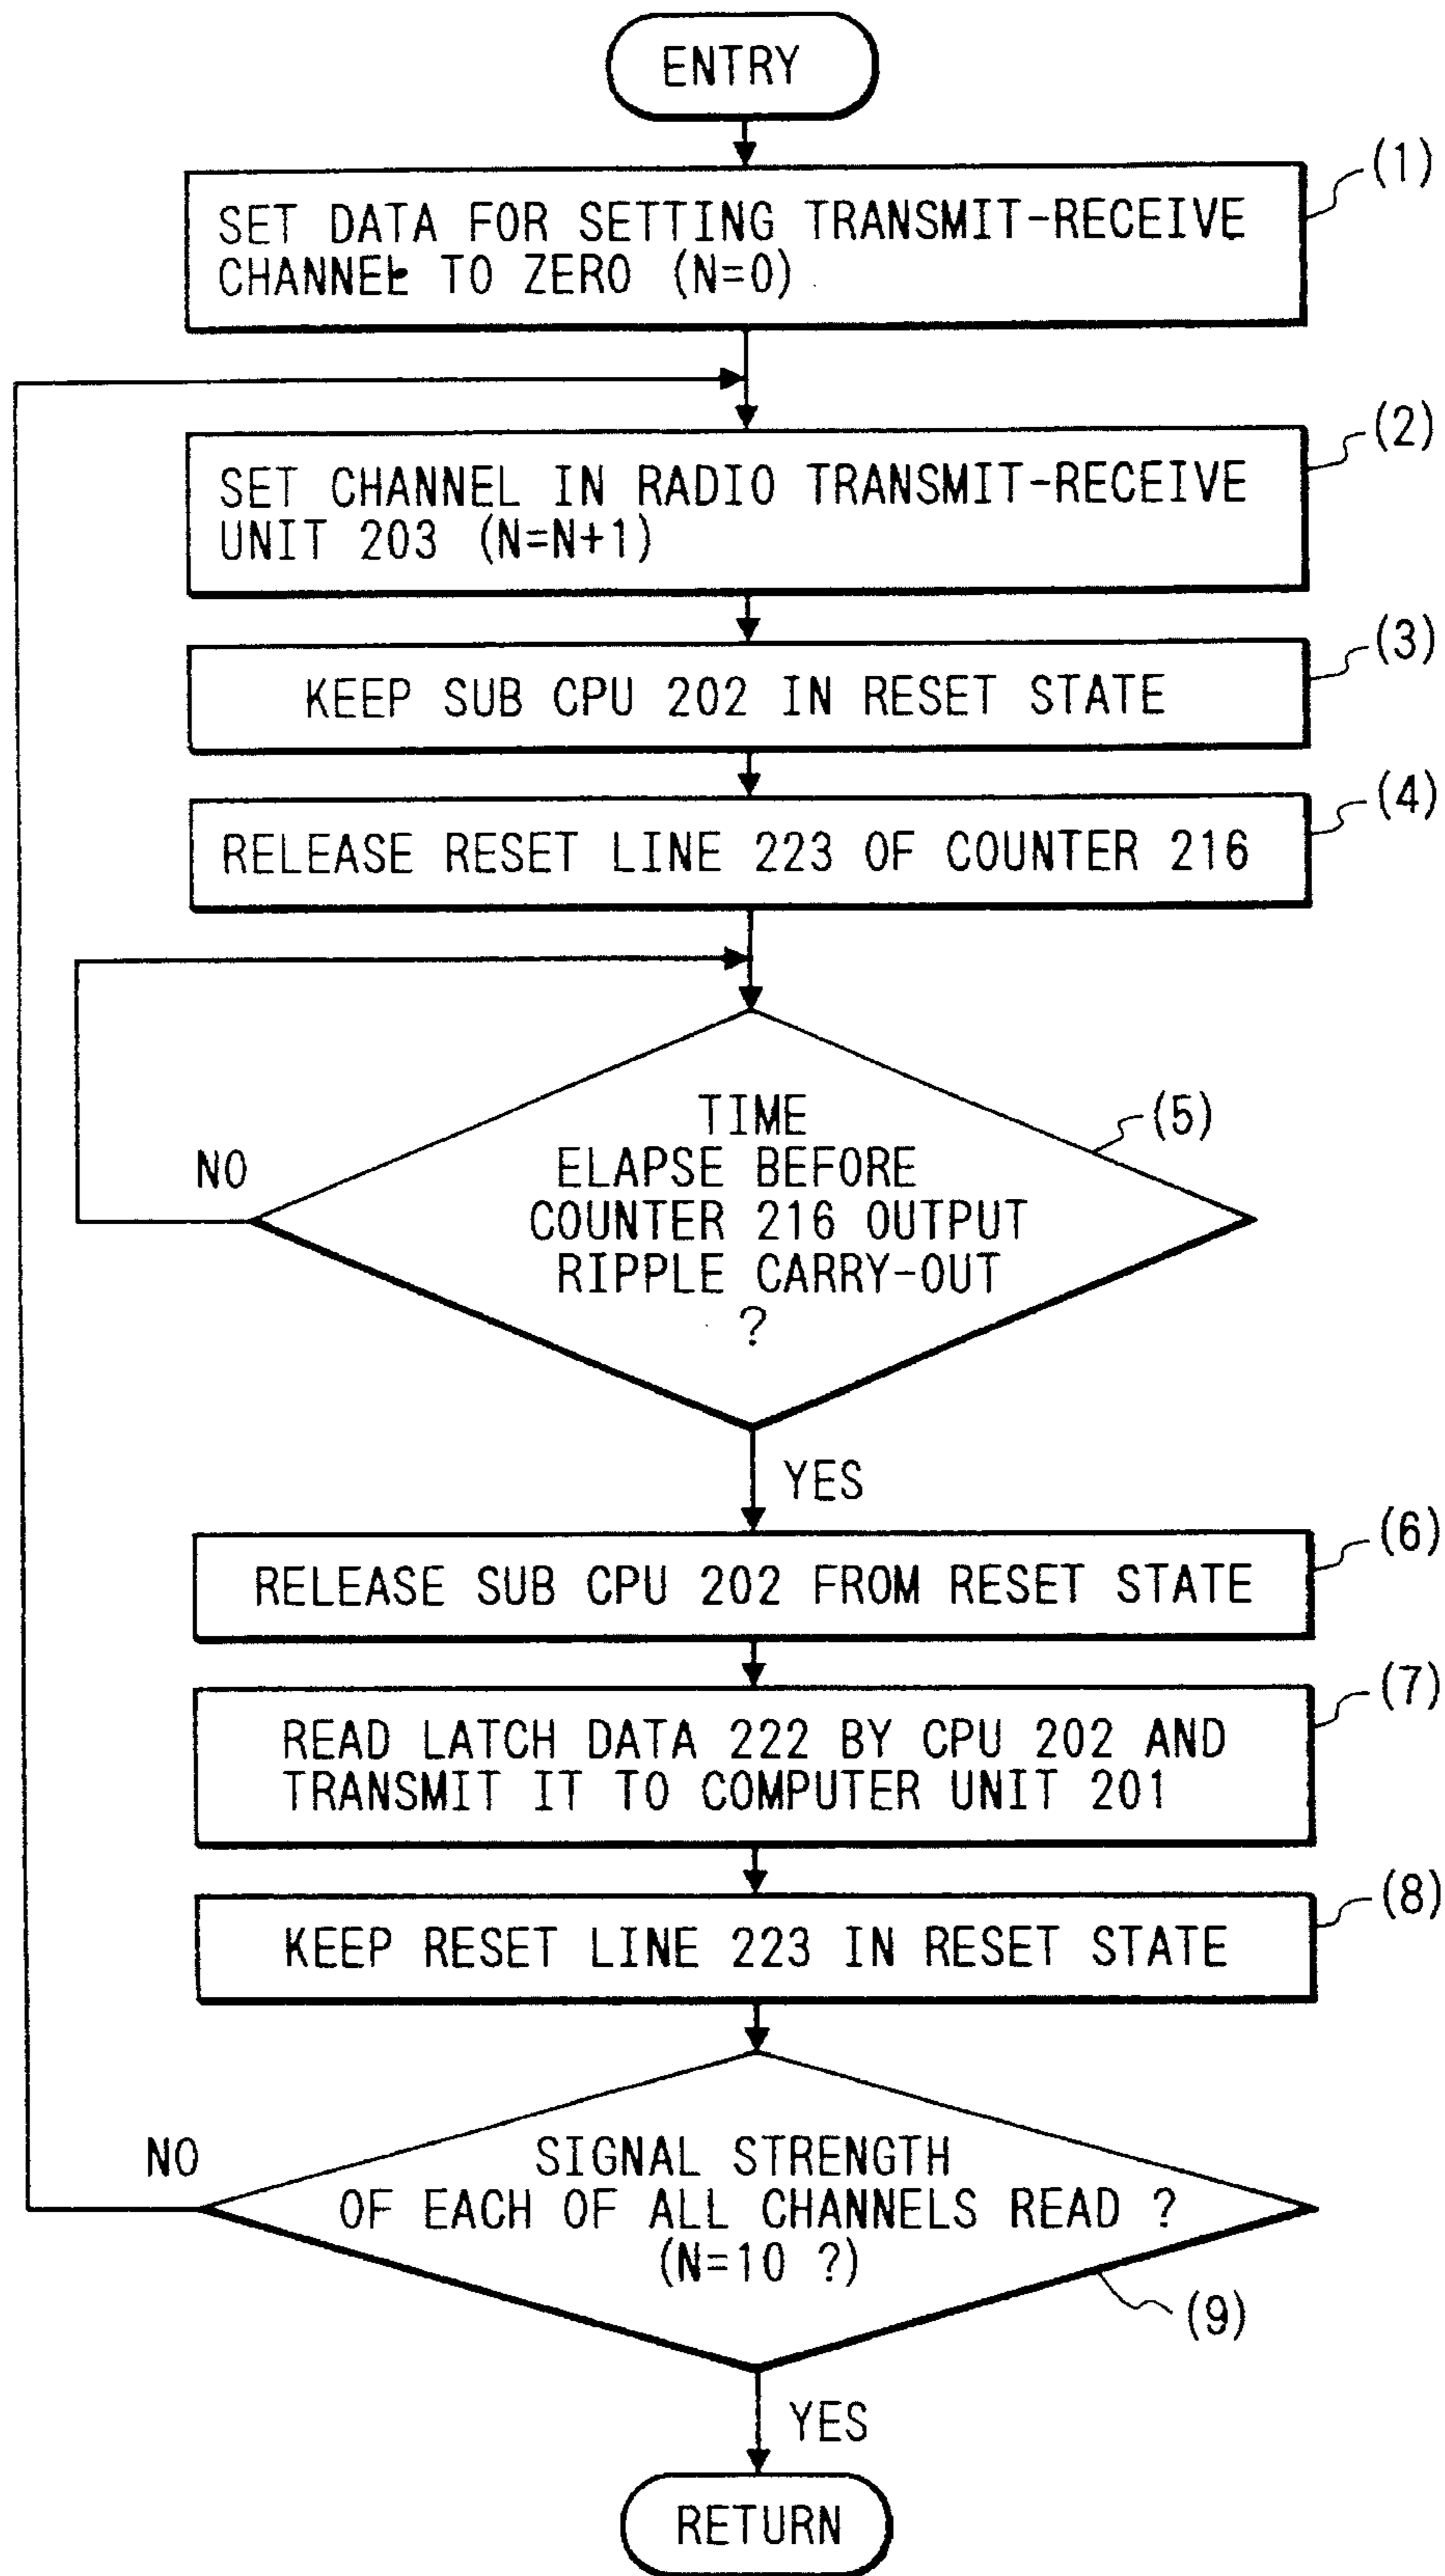 ENTRY
(1)
SET DATA FOR SETTING TRANSMIT-RECEIVE
CHANNEL TO ZERO (N=0)
(2)
SET CHANNEL IN RADIO TRANSMIT-RECEIVE
UNIT 203 (N=N+1)
(3)
KEEP SUB CPU 202 IN RESET STATE
(4)
RELEASE RESET LINE 223 OF COUNTER 216
(5)
TIME
ELAPSE BEFORE
COUNTER 216 OUTPUT
RIPPLE CARRY-OUT
?
NO
YES
(6)
RELEASE SUB CPU 202 FROM RESET STATE
(7)
READ LATCH DATA 222 BY CPU 202 AND
TRANSMIT IT TO COMPUTER UNIT 201
(8)
KEEP RESET LINE 223 IN RESET STATE
NO
SIGNAL STRENGTH
OF EACH OF ALL CHANNELS READ ?
(N=10 ?)
(9)
YES
RETURN